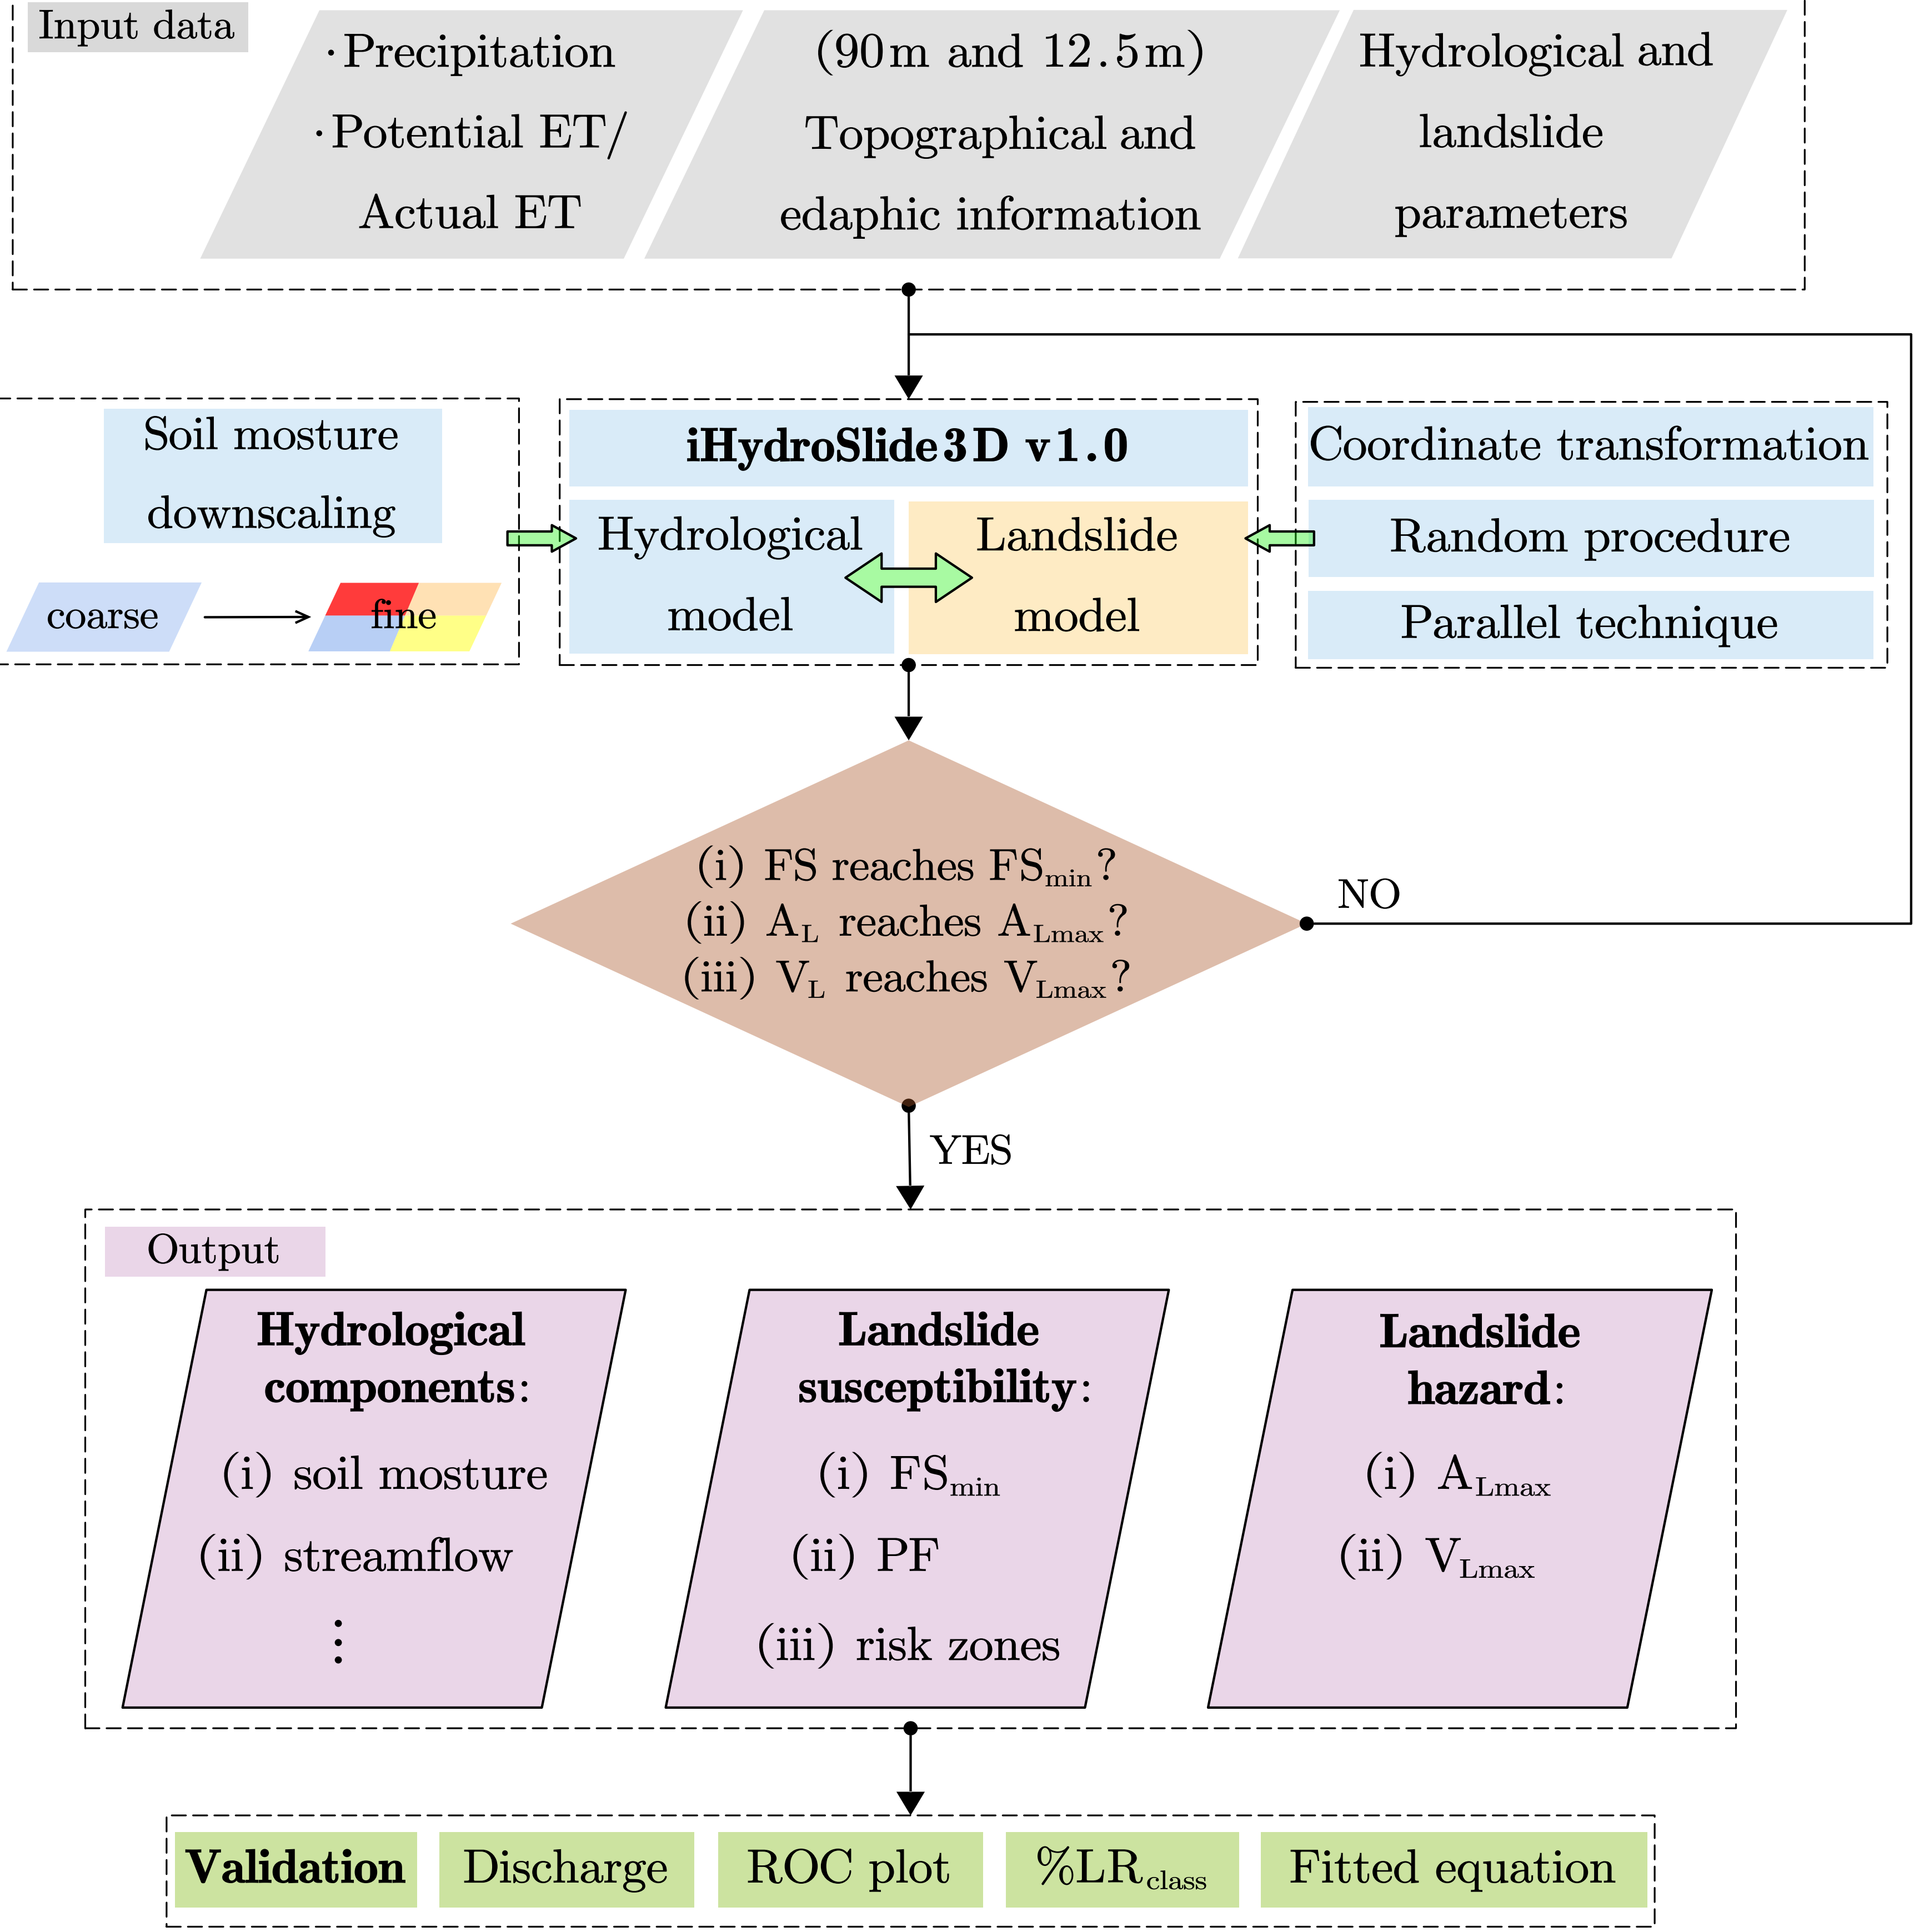 Input data
·Precipitation
·Potential ET/
Actual ET
(90m and 12.5m)
Topographical and
edaphic information
Hydrological and
landslide
parameters
Soil mosture
downscaling
coarse
fine
iHydroSlide3D v1.0
Hydrological
model
Landslide
model
Coordinate transformation
Random procedure
Parallel technique
(i) FS reaches FSmin?
(ii) AL reaches ALmax?
(iii) VL reaches VLmax?
NO
YES
Output
Hydrological
components:
(i) soil mosture
(ii) streamflow
⋮
Landslide
susceptibility:
(i) FSmin
(ii) PF
(iii) risk zones
Landslide
hazard:
(i) ALmax
(ii) VLmax
Validation
Discharge
ROC plot
%LRclass
Fitted equation